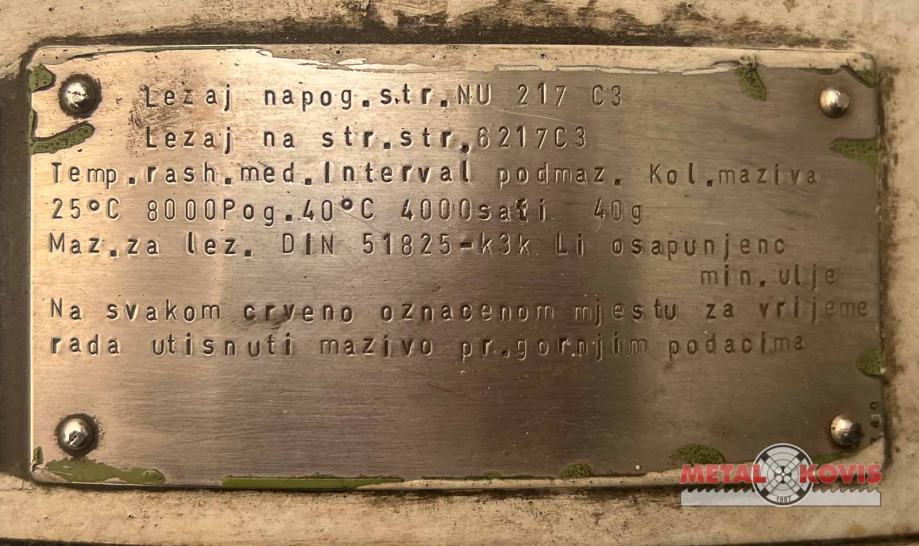 Lezaj napog.str.NU 217 C3
Lezaj na str.str.6217C3
Temp.rash.med.Interval podmaz. Kol.maziva
25°C 8000Pog.40°C 4000sati 40g
Maz.za lez. DIN 51825-k3k Li osapunjenc
min.ulje
Na svakom crveno oznacenom mjestu za vrijeme
rada utisnuti mazivo pr.gornjim podacima
METAL KOVIS
1987